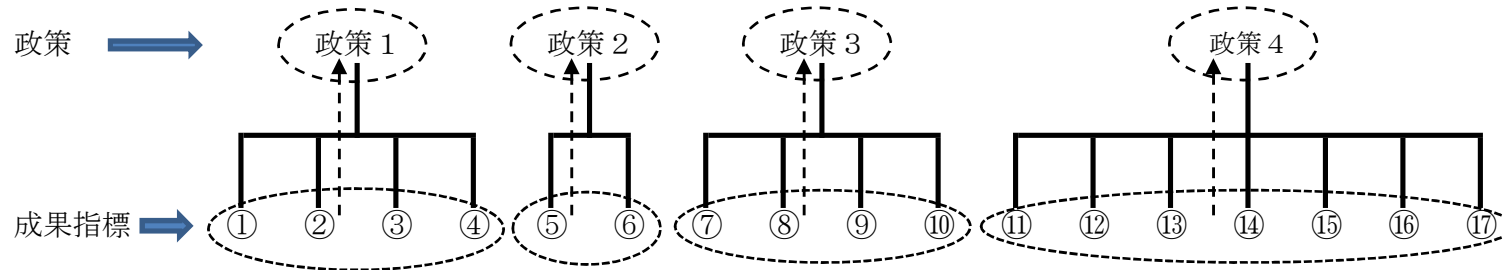 政策 政策1 政策2 政策3 政策4
成果指標 ① ② ③ ④ ⑤ ⑥ ⑦ ⑧ ⑨ ⑩ ⑪ ⑫ ⑬ ⑭ ⑮ ⑯ ⑰